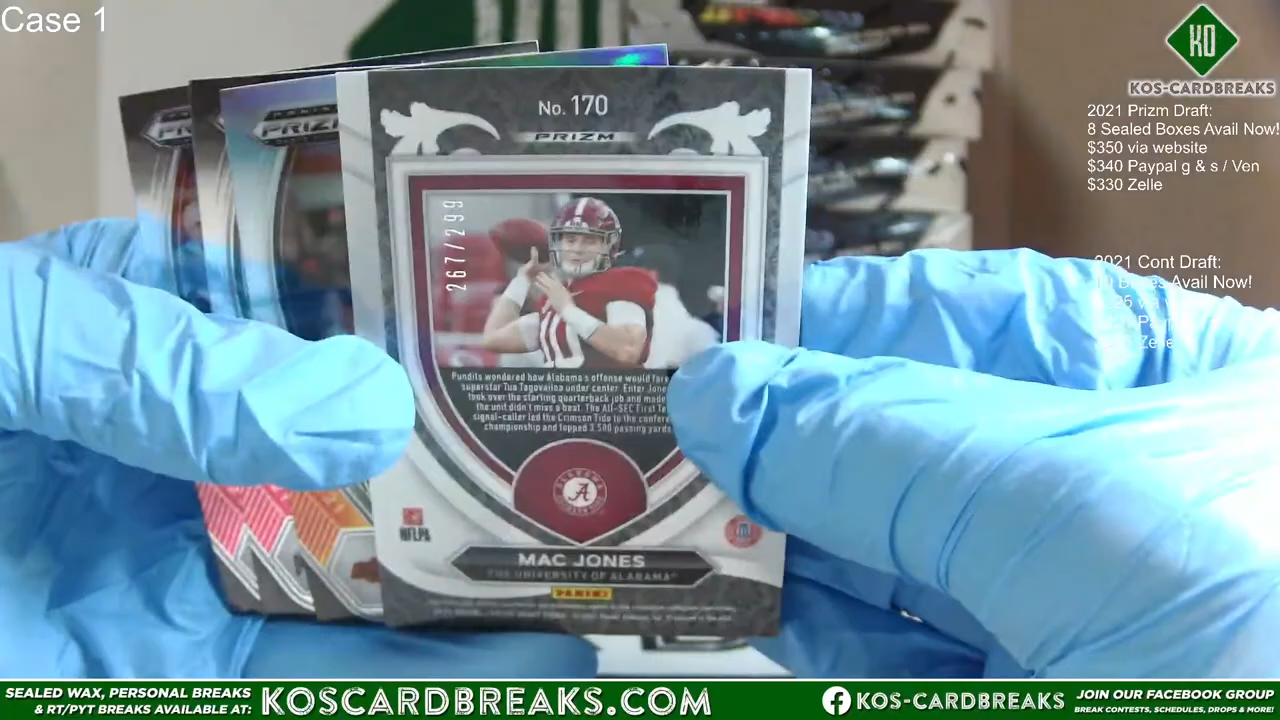 Case 1
KO
KOS-CARDBREAKS
2021 Prizm Draft:
8 Sealed Boxes Avail Now!
$350 via website
$340 Paypal g & s / Ven
$330 Zelle
2021 Cont Draft:
Boxes Avail Now!
Zelle
PRIZM
No. 170
PRIZM
267/299
10
Pundits wondered how Alabama's offense would fare
superstar Tua Tagovailoa under center. Enter Jone
took over the starting quarterback job and made
the unit didn't miss a beat. The All-SEC First Te
signal-caller led the Crimson Tide to the confere
championship and topped 3,500 passing yards
ALABAMA
A
NFLPA
MAC JONES
THE UNIVERSITY OF ALABAMA
PANINI
SEALED WAX, PERSONAL BREAKS
& RT/PYT BREAKS AVAILABLE AT:
KOSCARDBREAKS.COM
KOS-CARDBREAKS
JOIN OUR FACEBOOK GROUP
BREAK CONTESTS, SCHEDULES, DROPS & MORE!